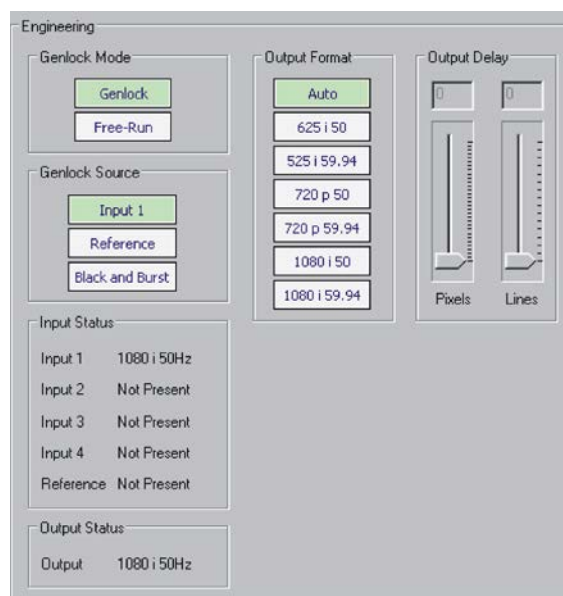 Engineering
Genlock Mode
Genlock
Free-Run
Genlock Source
Input 1
Reference
Black and Burst
Input Status
Input 1 1080 i 50Hz
Input 2 Not Present
Input 3 Not Present
Input 4 Not Present
Reference Not Present
Output Status
Output 1080 i 50Hz
Output Format
Auto
625 i 50
525 i 59.94
720 p 50
720 p 59.94
1080 i 50
1080 i 59.94
Output Delay
0 0
Pixels Lines